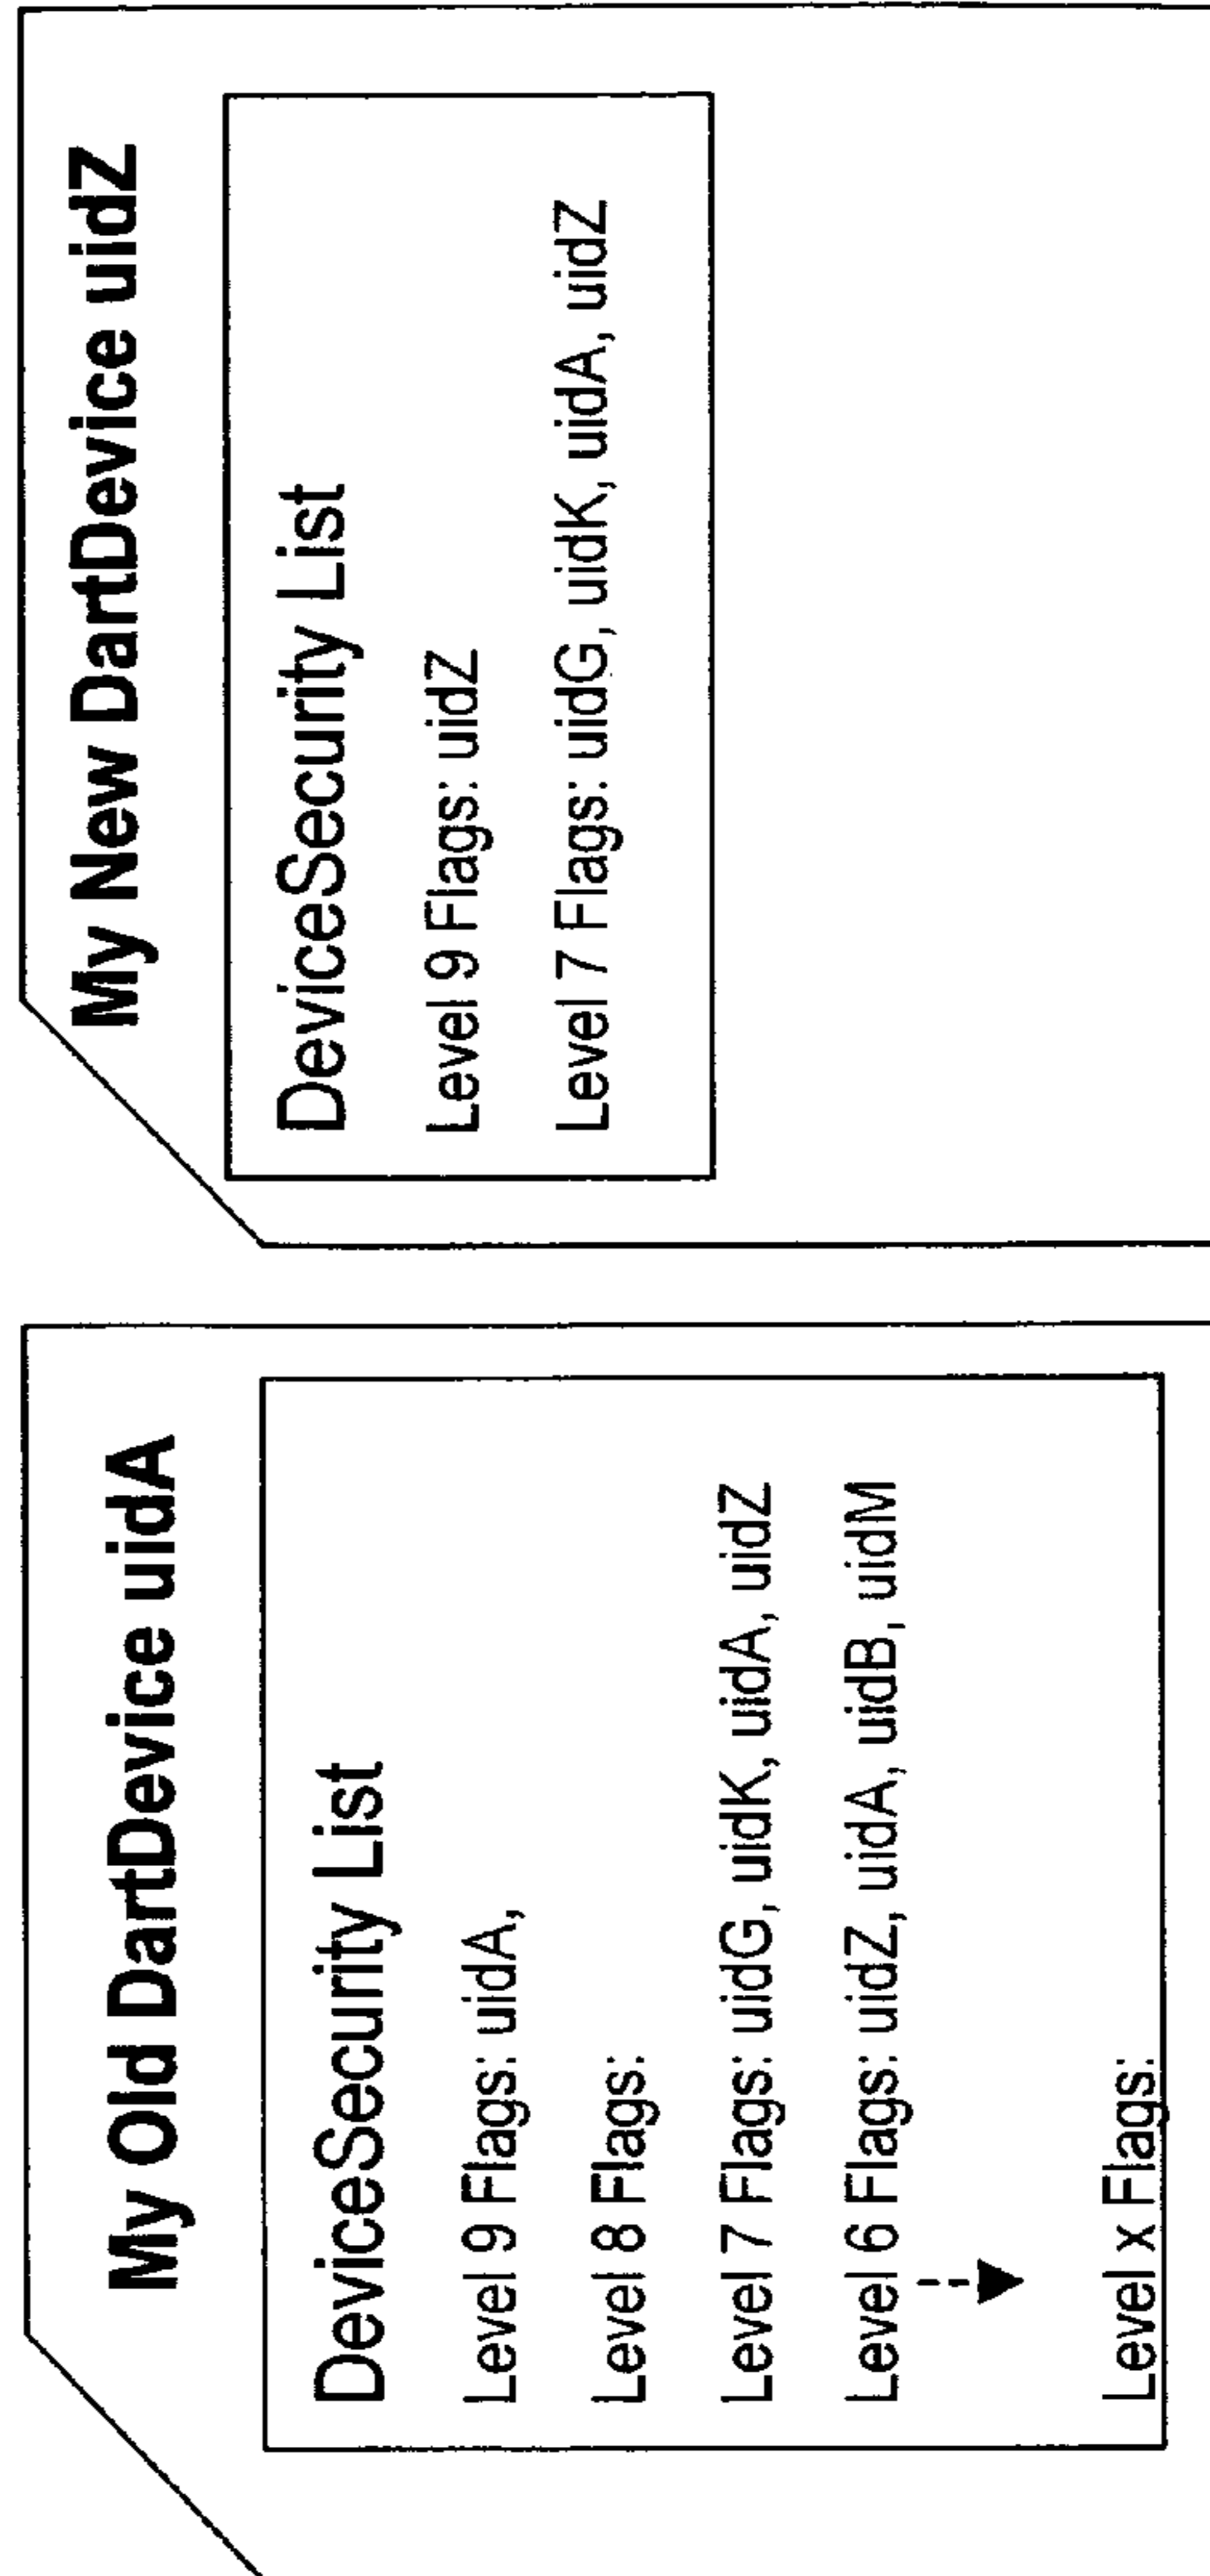 My Old DartDevice uidA
DeviceSecurity List
Level 9 Flags: uidA,
Level 8 Flags:
Level 7 Flags: uidG, uidK, uidA, uidZ
Level 6 Flags: uidZ, uidA, uidB, uidM
Level x Flags:
My New DartDevice uidZ
DeviceSecurity List
Level 9 Flags: uidZ
Level 7 Flags: uidG, uidK, uidA, uidZ